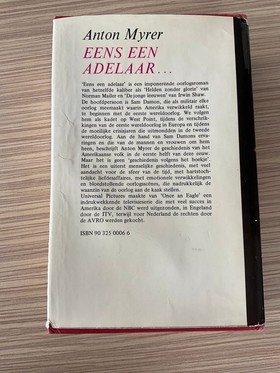 Anton Myrer
EENS EEN
ADELAAR...
'Eens een adelaar' is een imponerende oorlogsroman
van hetzelfde kaliber als 'Helden zonder glorie' van
Norman Mailer en 'De jonge leeuwen' van Irwin Shaw.
De hoofdpersoon is Sam Damon, die als militair elke
oorlog meemaakt waarin Amerika verwikkeld raakt,
te beginnen met de eerste wereldoorlog. We volgen
hem als kadet op West Point, tijdens de verschrik-
kingen van de eerste wereldoorlog in Europa en tijdens de
moeilijke crisisjaren die uitmondden in de tweede
wereldoorlog. Aan de hand van Sam Damons ervarin-
gen en die van de mannen en vrouwen om hem
heen, beschrijft Anton Myrer de geschiedenis van het
Amerikaanse volk in de eerste helft van deze eeuw.
Maar het is geen 'geschiedenis volgens het boekje'.
Het is een uiterst menselijke geschiedenis, met veel
aandacht voor de sfeer van de tijd, met hartstoch-
telijke liefdesaffaires, met emotionele verwikkelingen
en bloedstollende oorlogsscènes, die nadrukkelijk de
waanzin van de oorlog aan de kaak stellen.
Universal Pictures maakte van 'Once an Eagle' een
indrukwekkende televisieserie die met veel succes in
Amerika door de NBC werd uitgezonden, in Engeland
door de ITV, terwijl voor Nederland de rechten door
de AVRO werden gekocht.
ISBN 90 325 0006 6